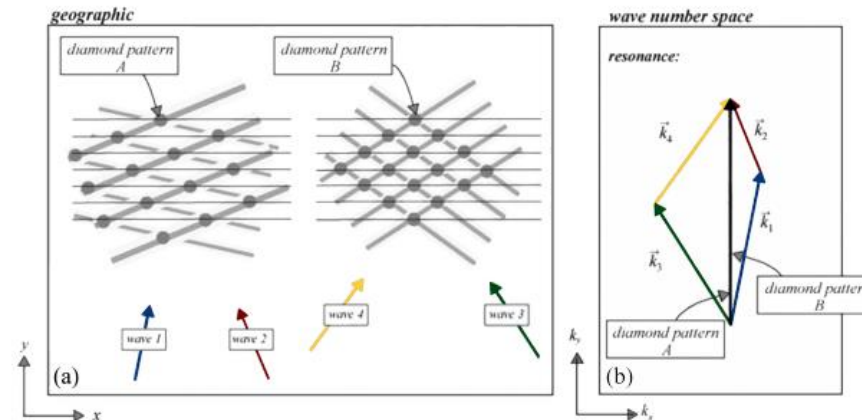 geographic
diamond pattern
A
diamond pattern
B
wave 1
wave 2
wave 4
wave 3
y
(a)
x
wave number space
resonance:
k⃗4
k⃗2
k⃗1
k⃗3
diamond pattern
B
diamond pattern
A
ky
(b)
kx